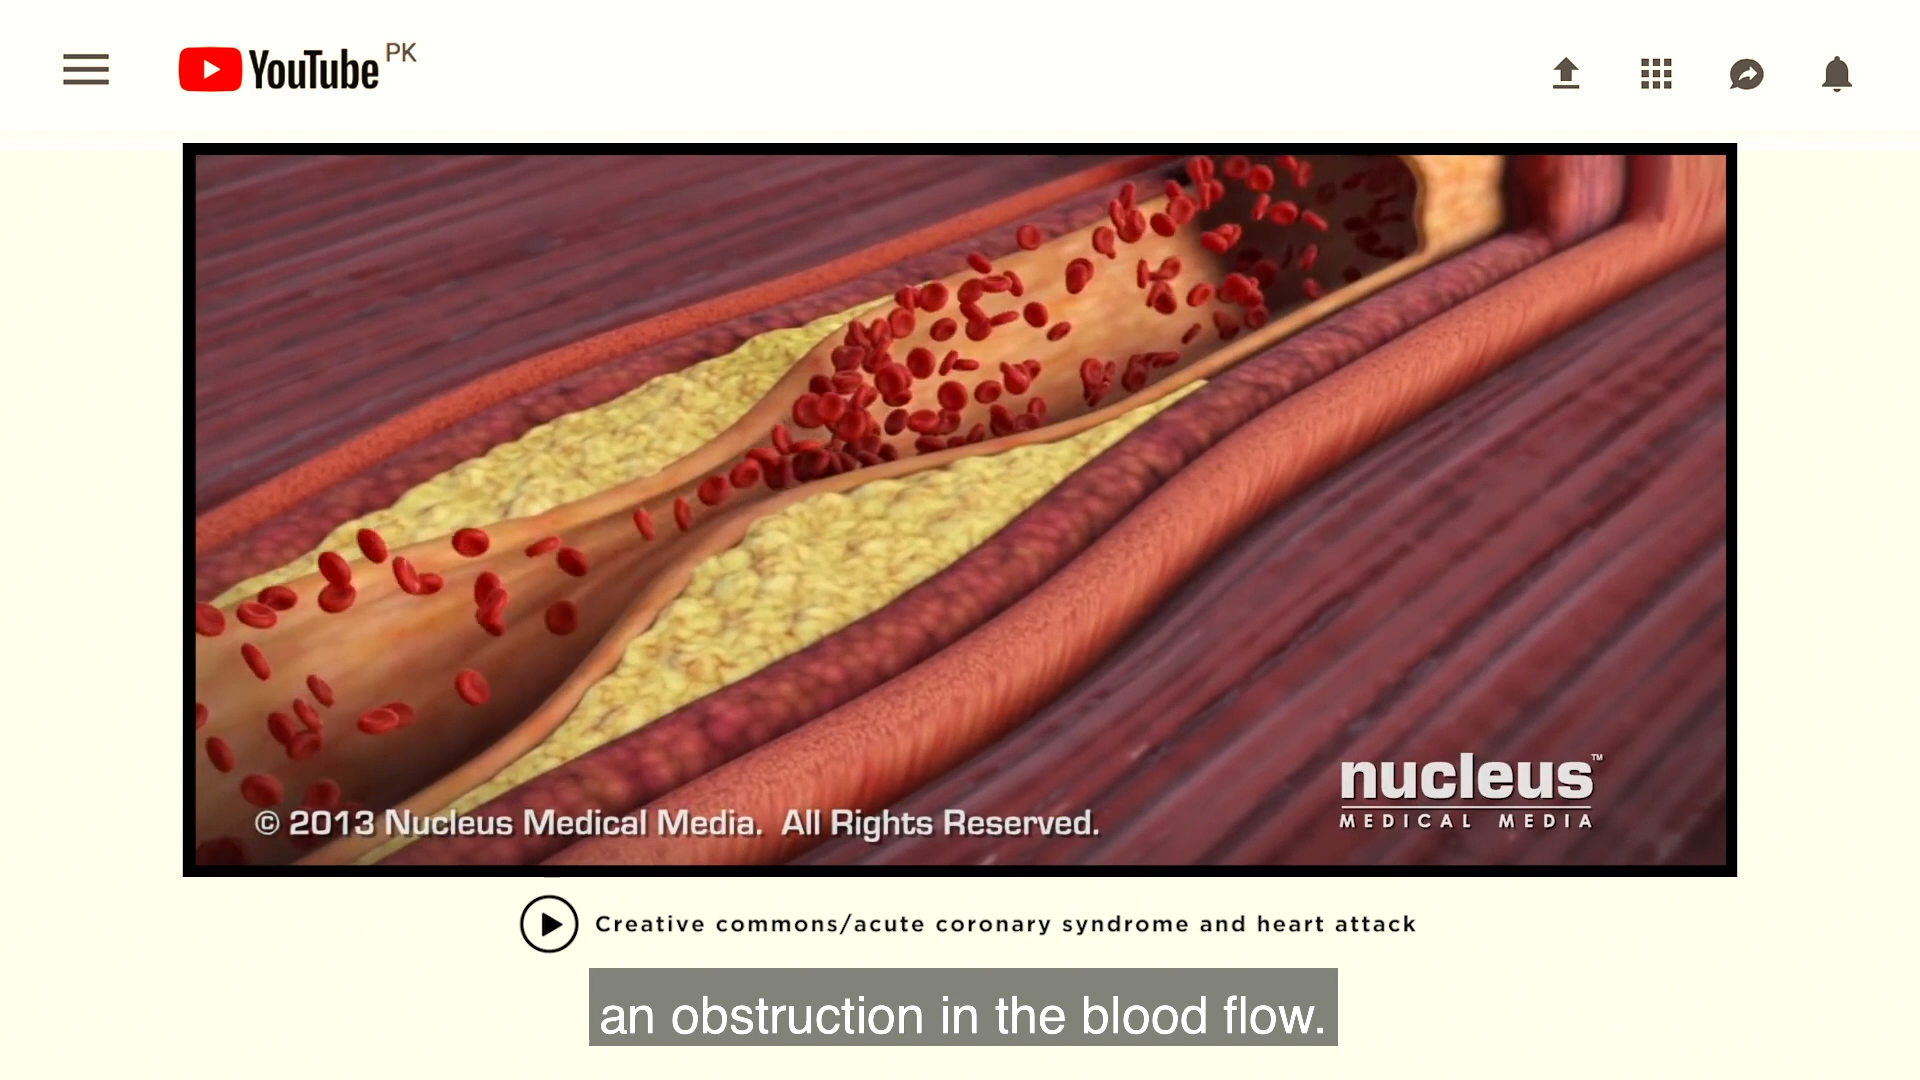 YouTube PK
nucleus™
MEDICAL MEDIA
© 2013 Nucleus Medical Media. All Rights Reserved.
Creative commons/acute coronary syndrome and heart attack
an obstruction in the blood flow.